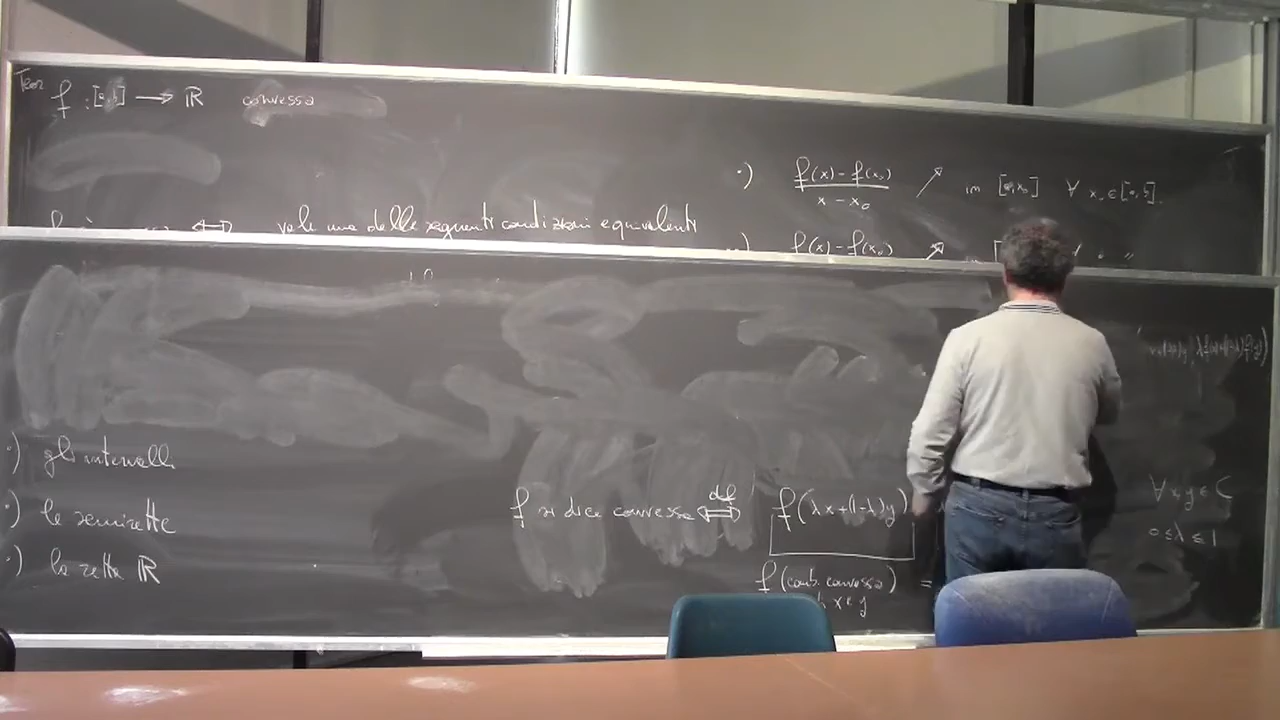 Teor f : [a,b] → ℝ convessa
·) f(x) - f(x₀) / x - x₀ ↗ in [a,x₀] ∀ x₀ ∈ [a,b].
⟺ vale una delle seguenti condizioni equivalenti
··) f(x) - f(x₀) ↗ in [ ∀ " "
·) gli intervalli
·) le semirette
·) la retta ℝ
f si dice convessa ⟺ def f(λx+(1-λ)y)
∀ x,y ∈ C
0 ≤ λ ≤ 1
f(comb. convessa) =
x e y